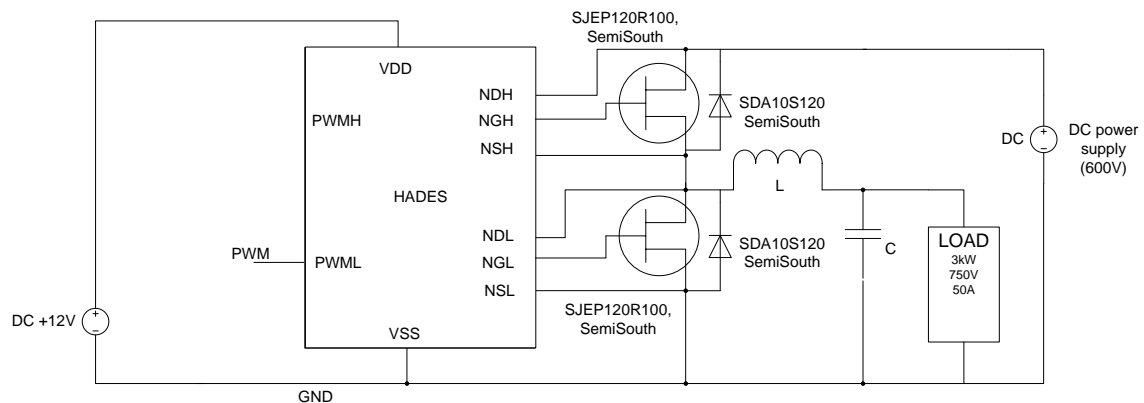 SJEP120R100,
SemiSouth
VDD
NDH
NGH
NSH
PWMH
HADES
SDA10S120
SemiSouth
DC
DC power
supply
(600V)
L
NDL
NGL
NSL
PWM
PWML
SDA10S120
SemiSouth
C
LOAD
3kW
750V
50A
SJEP120R100,
SemiSouth
DC +12V
VSS
GND